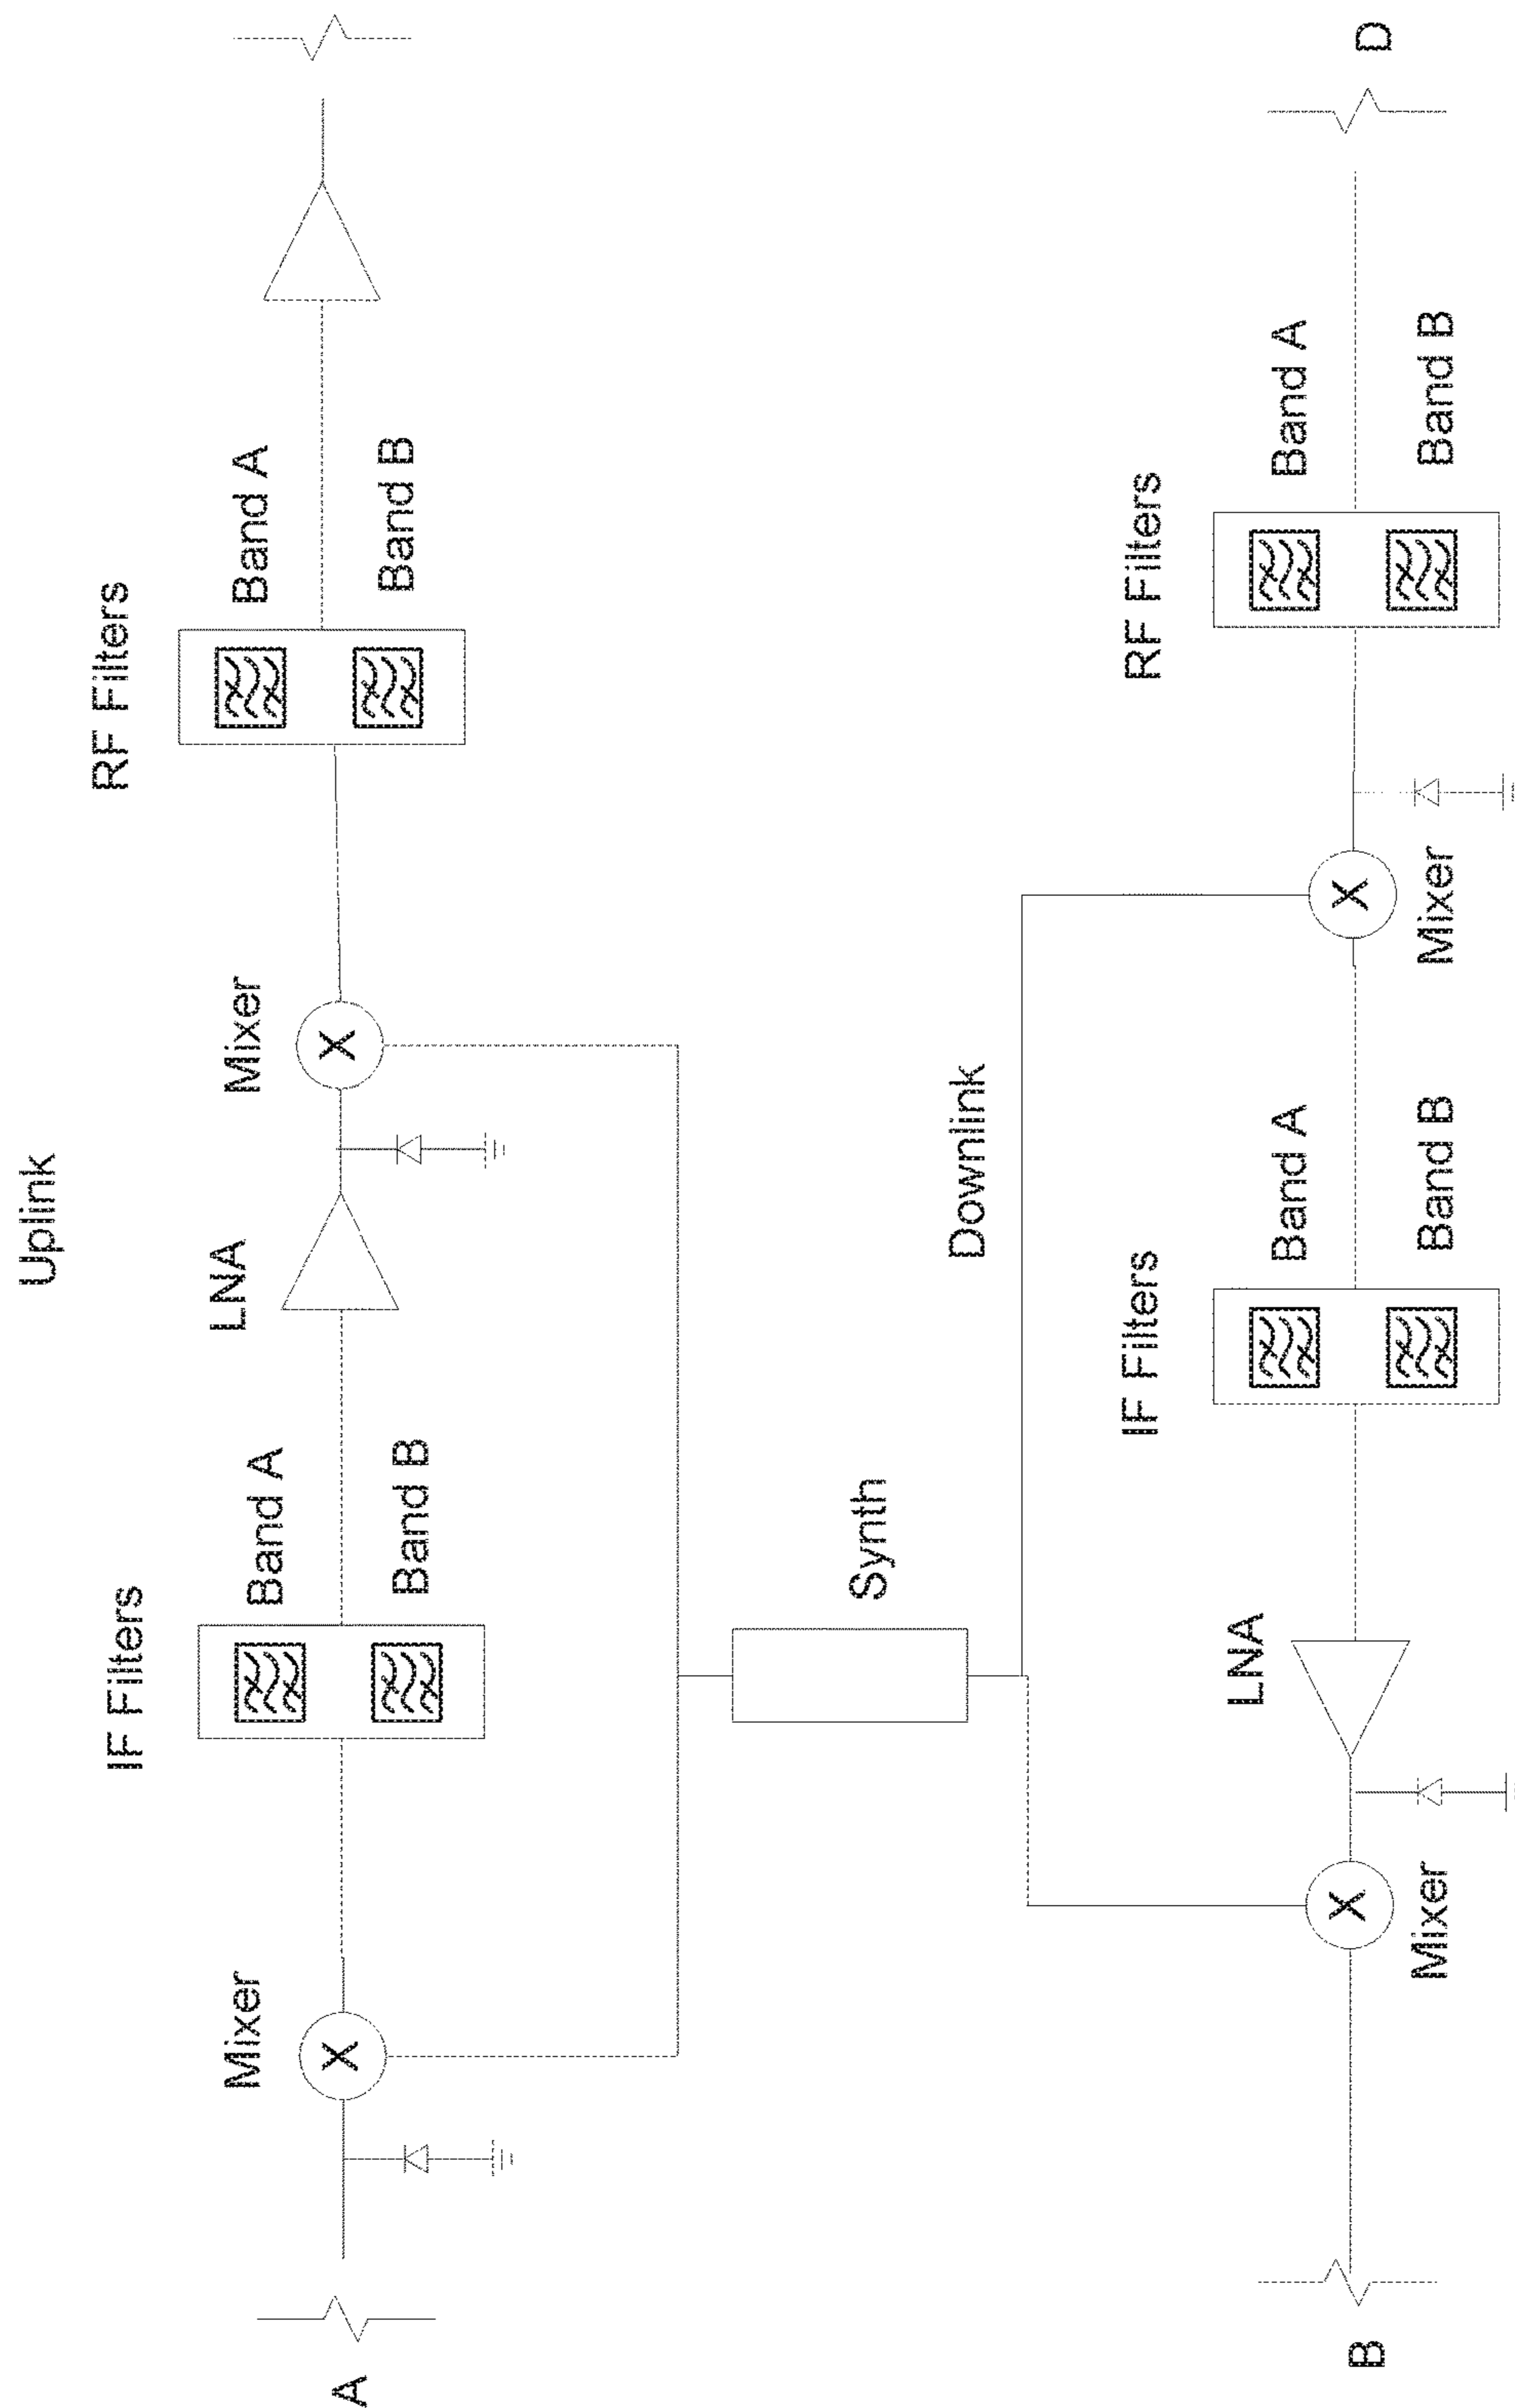 Uplink
RF Filters
IF Filters
Mixer
LNA
Mixer
Band A
Band A
Band B
Band B
X
X
A
Synth
Downlink
IF Filters
RF Filters
LNA
Band A
Band A
X
X
B
D
Mixer
Mixer
Band B
Band B